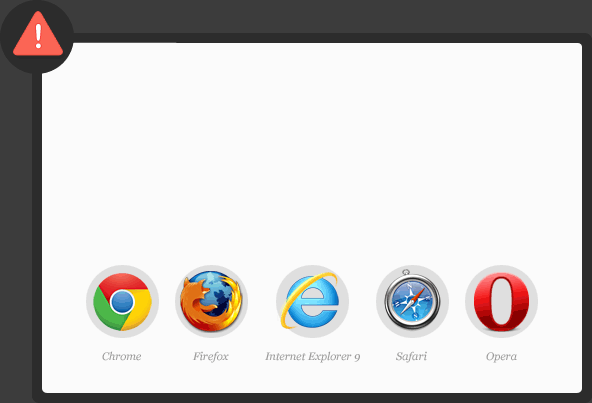 Chrome
Firefox
Internet Explorer 9
Safari
Opera